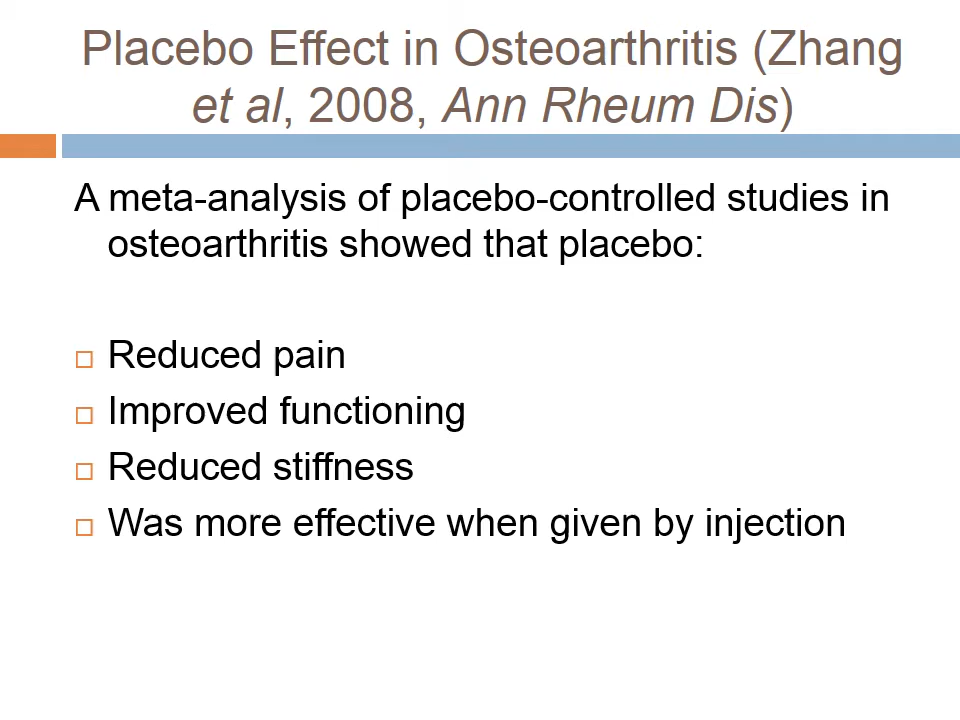 Placebo Effect in Osteoarthritis (Zhang
et al, 2008, Ann Rheum Dis)
A meta-analysis of placebo-controlled studies in
osteoarthritis showed that placebo:
Reduced pain
Improved functioning
Reduced stiffness
Was more effective when given by injection